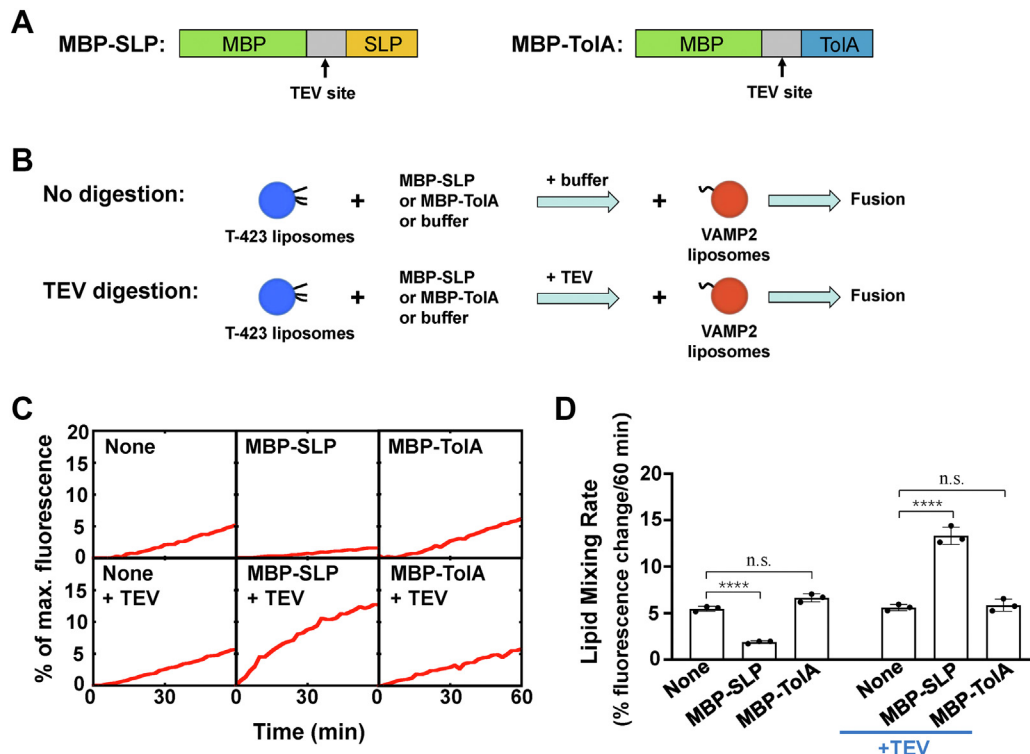 A
MBP-SLP:
MBP
SLP
TEV site
MBP-TolA:
MBP
TolA
TEV site
B
No digestion:
T-423 liposomes
+
MBP-SLP
or MBP-TolA
or buffer
+ buffer
+
VAMP2
liposomes
Fusion
TEV digestion:
T-423 liposomes
+
MBP-SLP
or MBP-TolA
or buffer
+ TEV
+
VAMP2
liposomes
Fusion
C
% of max. fluorescence
20
15
10
5
0
None
MBP-SLP
MBP-TolA
15
10
5
0
None
+ TEV
MBP-SLP
+ TEV
MBP-TolA
+ TEV
0 30 0 30 0 30 60
Time (min)
D
Lipid Mixing Rate
(% fluorescence change/60 min)
20
15
10
5
0
n.s.
****
n.s.
****
None
MBP-SLP
MBP-TolA
None
MBP-SLP
MBP-TolA
+TEV